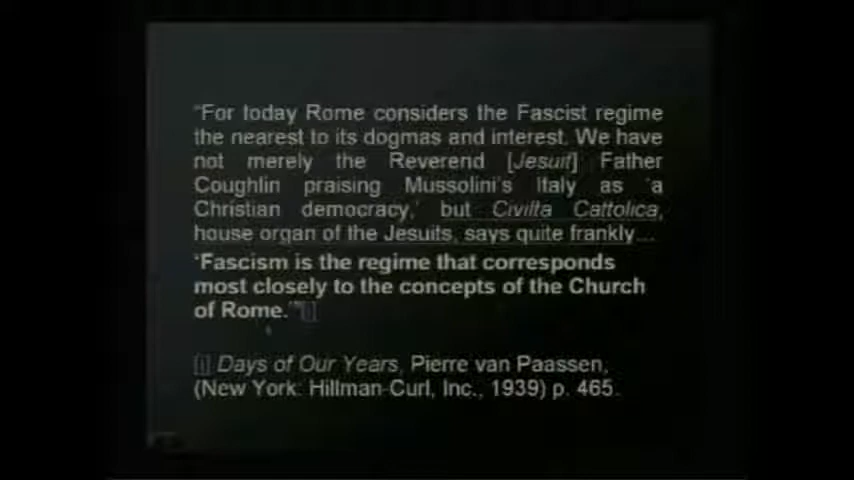 “For today Rome considers the Fascist regime
the nearest to its dogmas and interest. We have
not merely the Reverend [Jesuit] Father
Coughlin praising Mussolini’s Italy as ‘a
Christian democracy,’ but Civilta Cattolica,
house organ of the Jesuits, says quite frankly...
‘Fascism is the regime that corresponds
most closely to the concepts of the Church
of Rome.’”[i]
[i] Days of Our Years, Pierre van Paassen,
(New York: Hillman-Curl, Inc., 1939) p. 465.